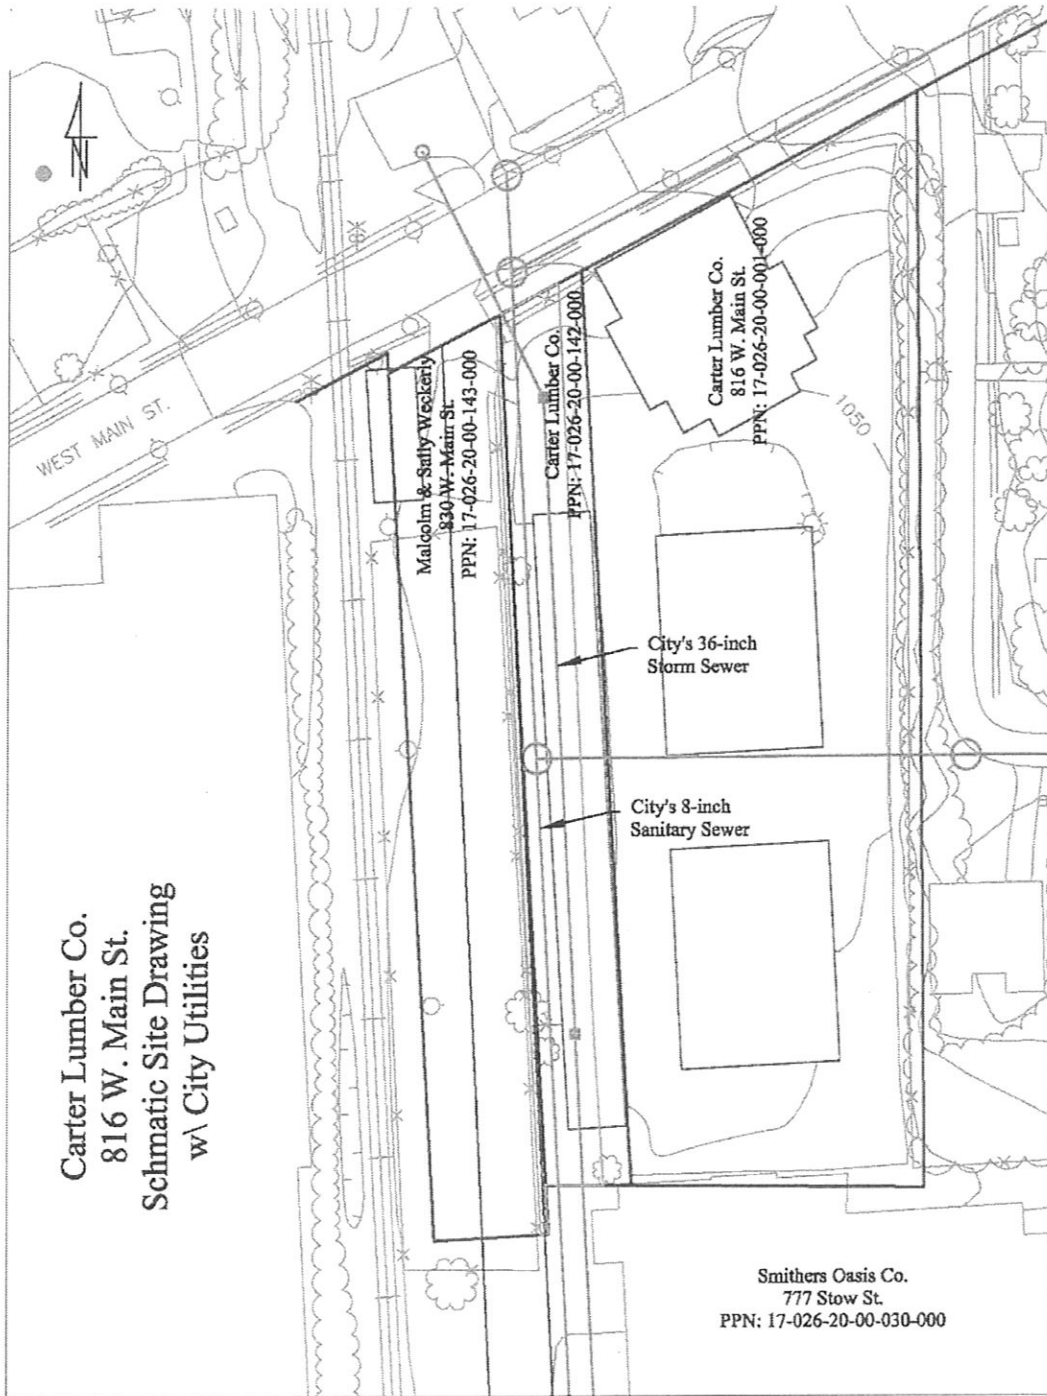 Carter Lumber Co.
816 W. Main St.
Schmatic Site Drawing
w\ City Utilities
N
WEST MAIN ST.
Malcolm & Sally Weckerly
830 W. Main St.
PPN: 17-026-20-00-143-000
Carter Lumber Co.
PPN: 17-026-20-00-142-000
Carter Lumber Co.
816 W. Main St.
PPN: 17-026-20-00-001-000
1050
City's 36-inch
Storm Sewer
City's 8-inch
Sanitary Sewer
Smithers Oasis Co.
777 Stow St.
PPN: 17-026-20-00-030-000